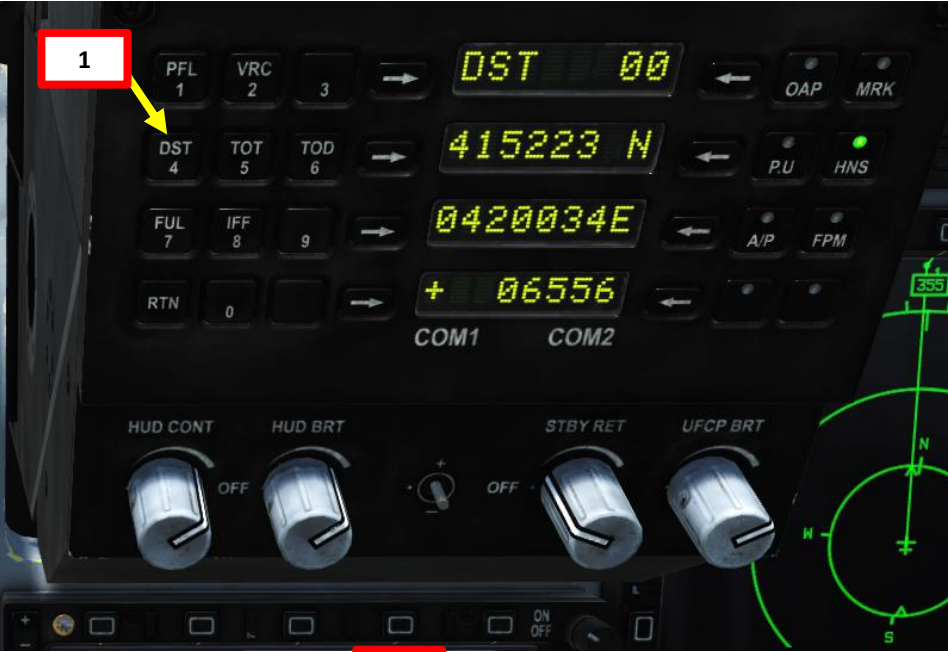 1
PFL 1 VRC 2 3 DST 00 OAP MRK
DST 4 TOT 5 TOD 6 415223 N P.U HNS
FUL 7 IFF 8 9 0420034E A/P FPM
RTN 0 + 06556
COM1 COM2
355
HUD CONT HUD BRT STBY RET UFCP BRT
OFF + - OFF
N
W
S
+ - ON
OFF